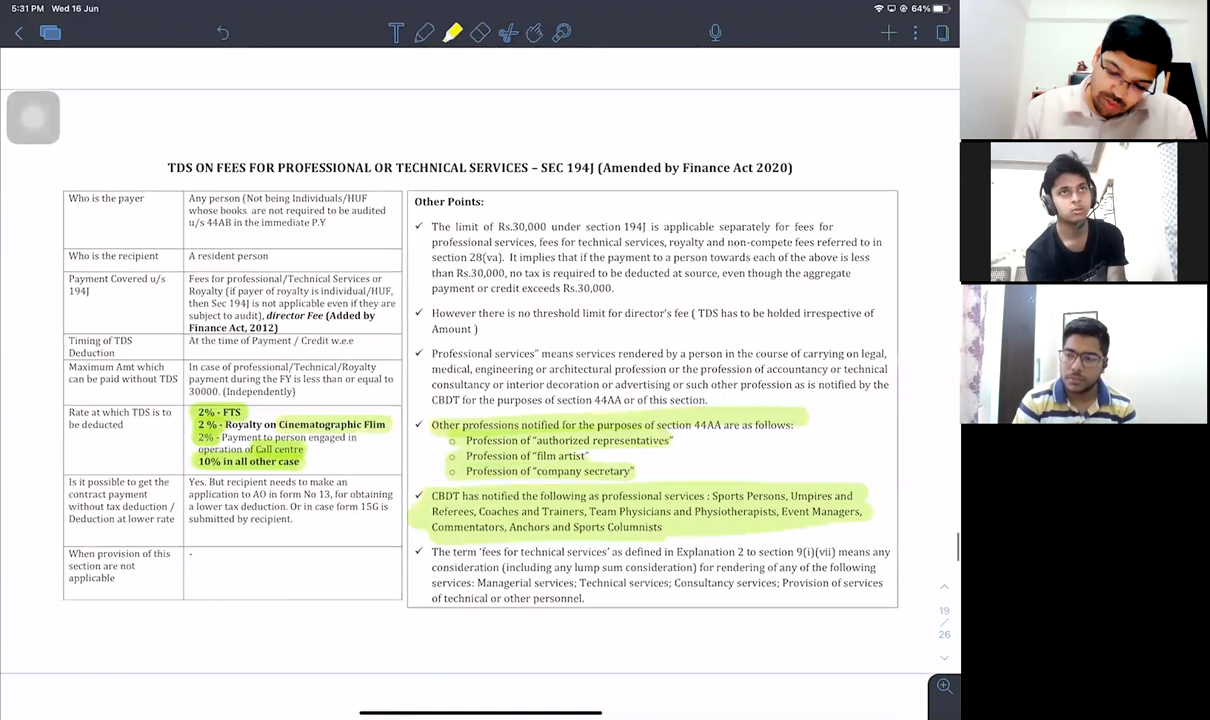 5:31 PM Wed 16 Jun
64%
TDS ON FEES FOR PROFESSIONAL OR TECHNICAL SERVICES – SEC 194J (Amended by Finance Act 2020)
Who is the payer
Any person (Not being Individuals/HUF
whose books are not required to be audited
u/s 44AB in the immediate P.Y
Who is the recipient
A resident person
Payment Covered u/s
194J
Fees for professional/Technical Services or
Royalty (if payer of royalty is individual/HUF,
then Sec 194J is not applicable even if they are
subject to audit), director Fee (Added by
Finance Act, 2012)
Timing of TDS
Deduction
At the time of Payment / Credit w.e.e
Maximum Amt which
can be paid without TDS
In case of professional/Technical/Royalty
payment during the FY is less than or equal to
30000. (Independently)
Rate at which TDS is to
be deducted
2% - FTS
2 % - Royalty on Cinematographic Flim
2% - Payment to person engaged in
operation of Call centre
10% in all other case
Is it possible to get the
contract payment
without tax deduction /
Deduction at lower rate
Yes. But recipient needs to make an
application to AO in form No 13, for obtaining
a lower tax deduction. Or in case form 15G is
submitted by recipient.
When provision of this
section are not
applicable
-
Other Points:
✓ The limit of Rs.30,000 under section 194J is applicable separately for fees for
professional services, fees for technical services, royalty and non-compete fees referred to in
section 28(va). It implies that if the payment to a person towards each of the above is less
than Rs.30,000, no tax is required to be deducted at source, even though the aggregate
payment or credit exceeds Rs.30,000.
✓ However there is no threshold limit for director's fee ( TDS has to be holded irrespective of
Amount )
✓ Professional services" means services rendered by a person in the course of carrying on legal,
medical, engineering or architectural profession or the profession of accountancy or technical
consultancy or interior decoration or advertising or such other profession as is notified by the
CBDT for the purposes of section 44AA or of this section.
✓ Other professions notified for the purposes of section 44AA are as follows:
o Profession of "authorized representatives"
o Profession of "film artist"
o Profession of "company secretary"
✓ CBDT has notified the following as professional services : Sports Persons, Umpires and
Referees, Coaches and Trainers, Team Physicians and Physiotherapists, Event Managers,
Commentators, Anchors and Sports Columnists
✓ The term 'fees for technical services' as defined in Explanation 2 to section 9(i)(vii) means any
consideration (including any lump sum consideration) for rendering of any of the following
services: Managerial services; Technical services; Consultancy services; Provision of services
of technical or other personnel.
19
/
26